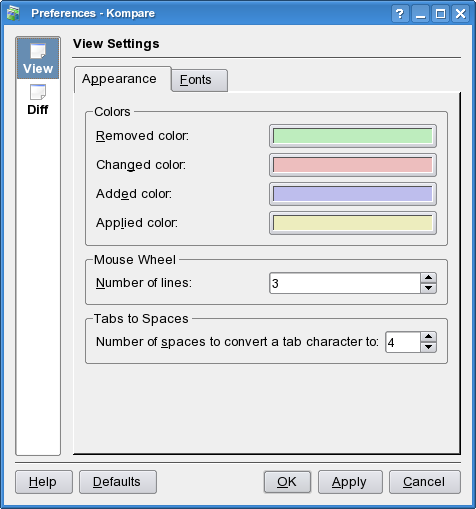 Preferences - Kompare
?
View
Diff
View Settings
Appearance
Fonts
Colors
Removed color:
Changed color:
Added color:
Applied color:
Mouse Wheel
Number of lines: 3
Tabs to Spaces
Number of spaces to convert a tab character to: 4
Help Defaults OK Apply Cancel